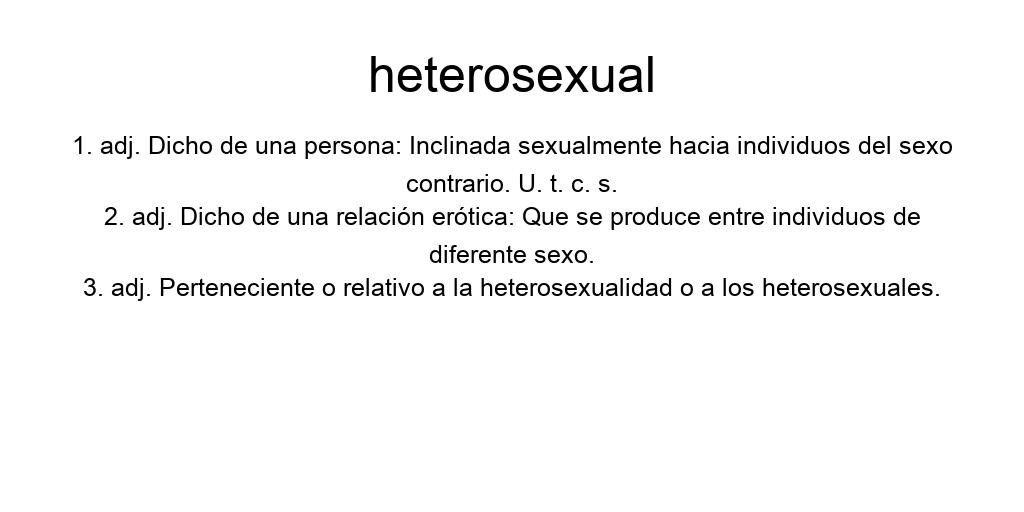 heterosexual
1. adj. Dicho de una persona: Inclinada sexualmente hacia individuos del sexo
contrario. U. t. c. s.
2. adj. Dicho de una relación erótica: Que se produce entre individuos de
diferente sexo.
3. adj. Perteneciente o relativo a la heterosexualidad o a los heterosexuales.